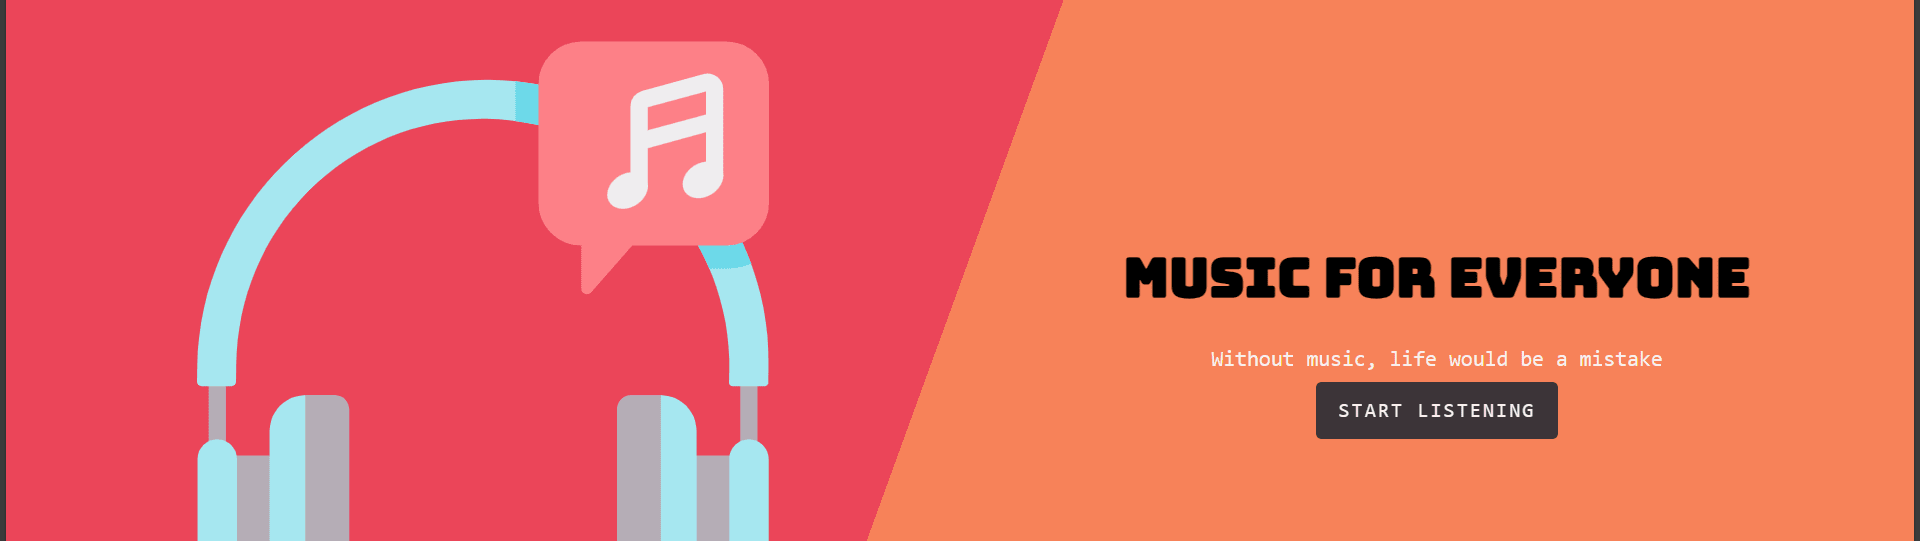 MUSIC FOR EVERYONE
Without music, life would be a mistake
START LISTENING